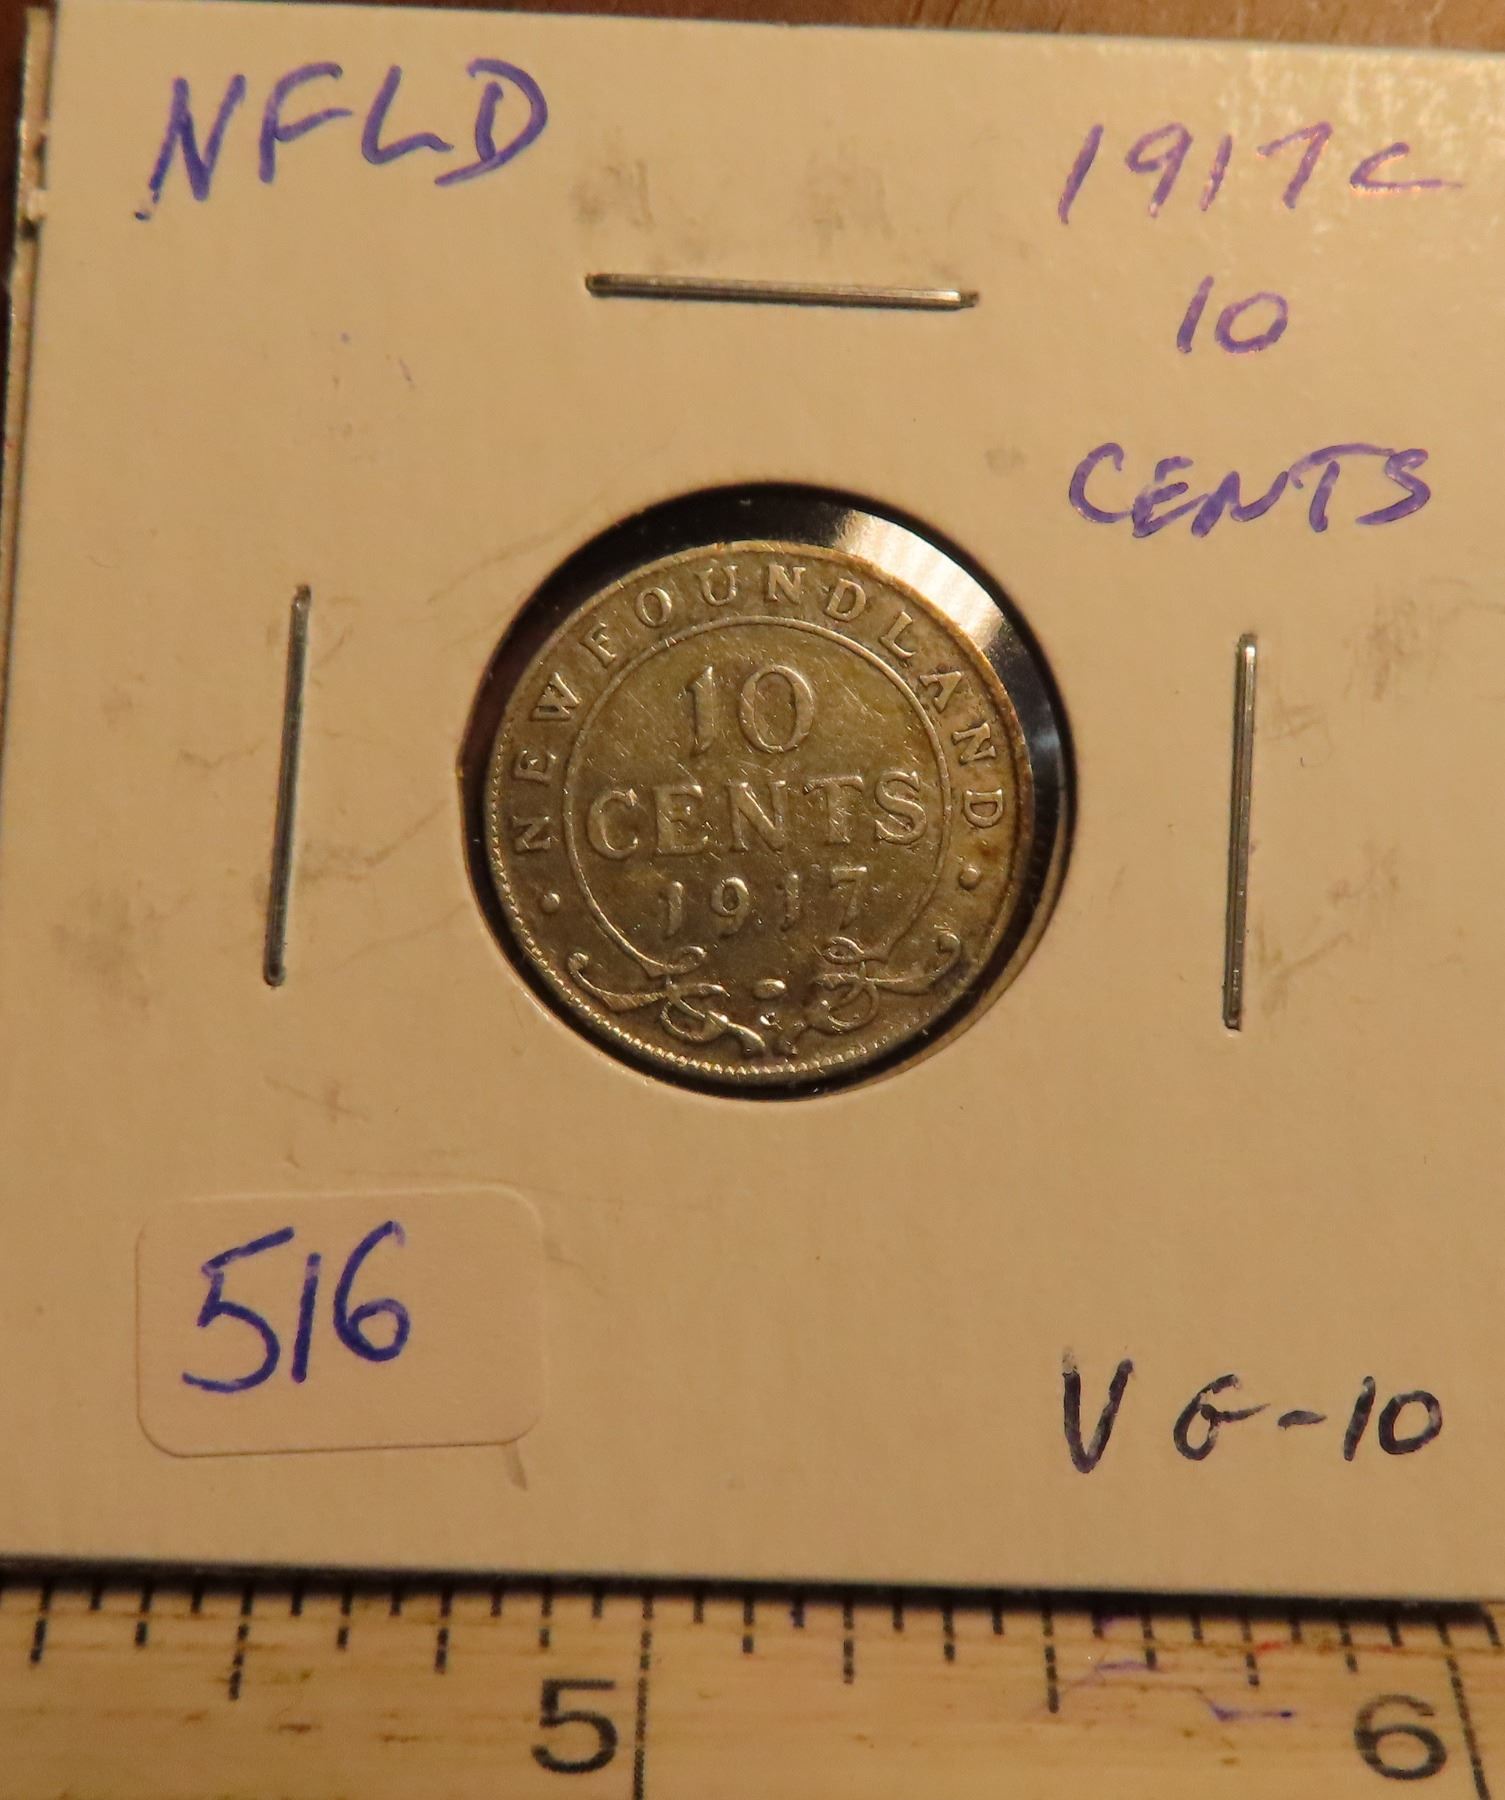 NFLD
1917C
10
CENTS
NEWFOUNDLAND
10
CENTS
1917
516
VG-10
5
6